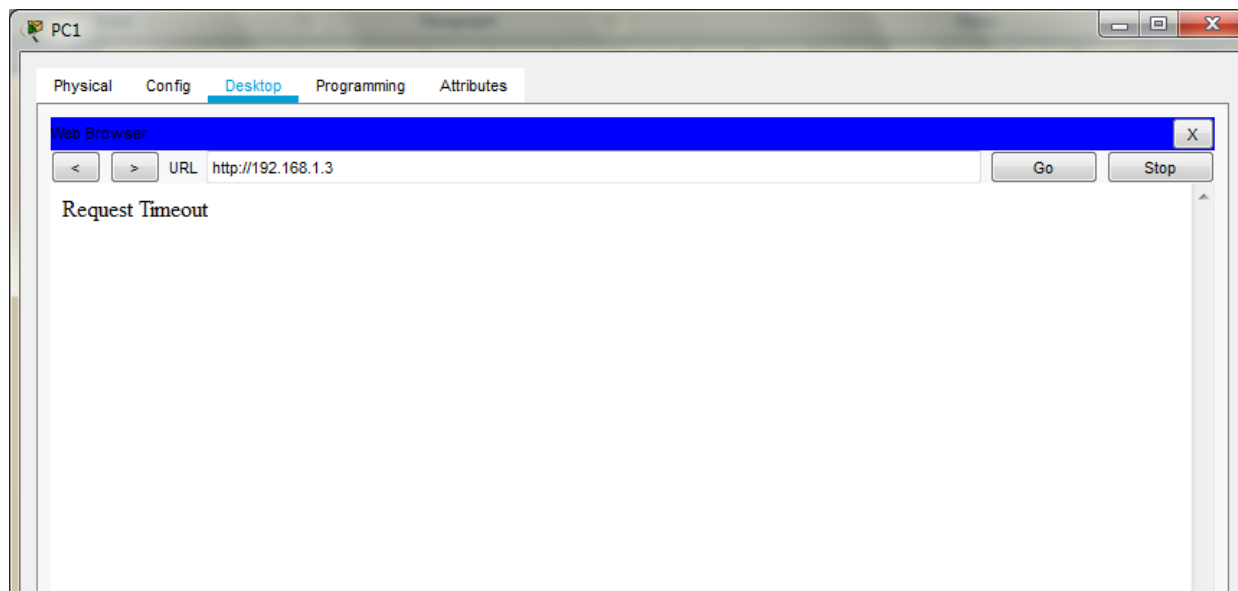 PC1
Physical Config Desktop Programming Attributes
Web Browser
X
< > URL http://192.168.1.3 Go Stop
Request Timeout